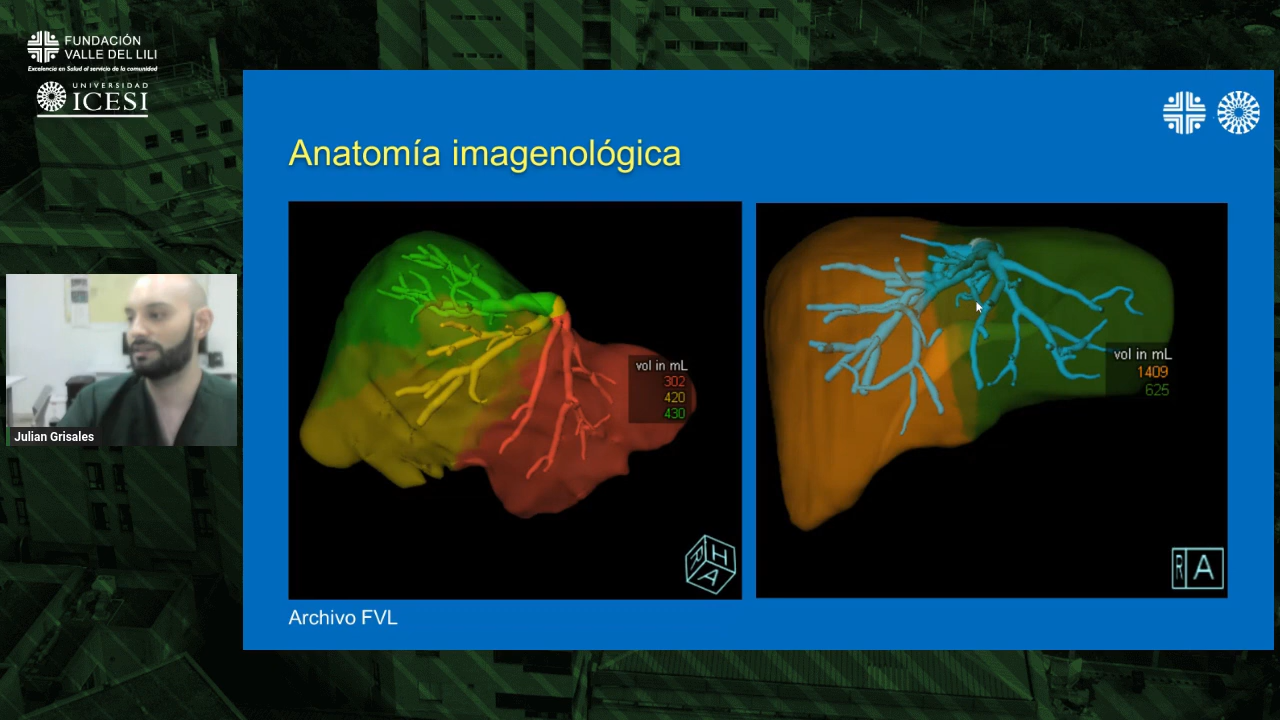 FUNDACIÓN
VALLE DEL LILI
Excelencia en Salud al servicio de la comunidad
UNIVERSIDAD
ICESI
Anatomía imagenológica
vol in mL
302
420
430
R H
A
vol in mL
1409
625
R A
Archivo FVL
Julian Grisales